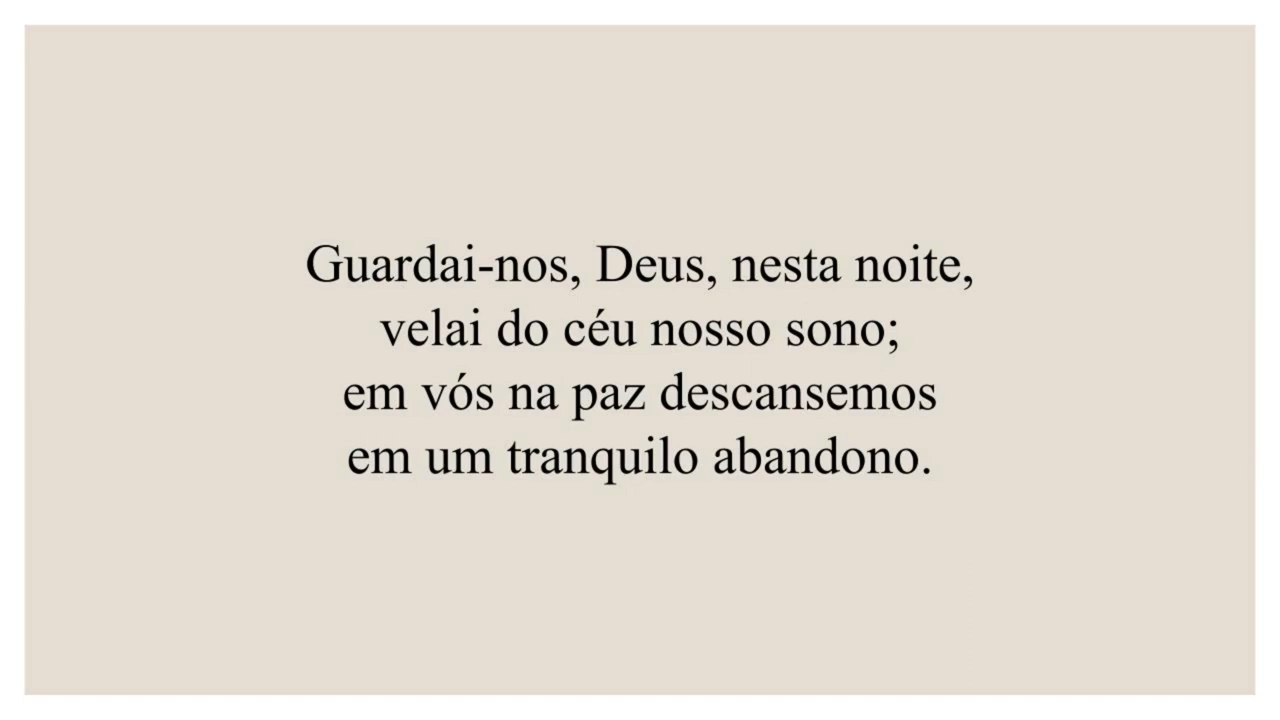 Guardai-nos, Deus, nesta noite,
velai do céu nosso sono;
em vós na paz descansemos
em um tranquilo abandono.